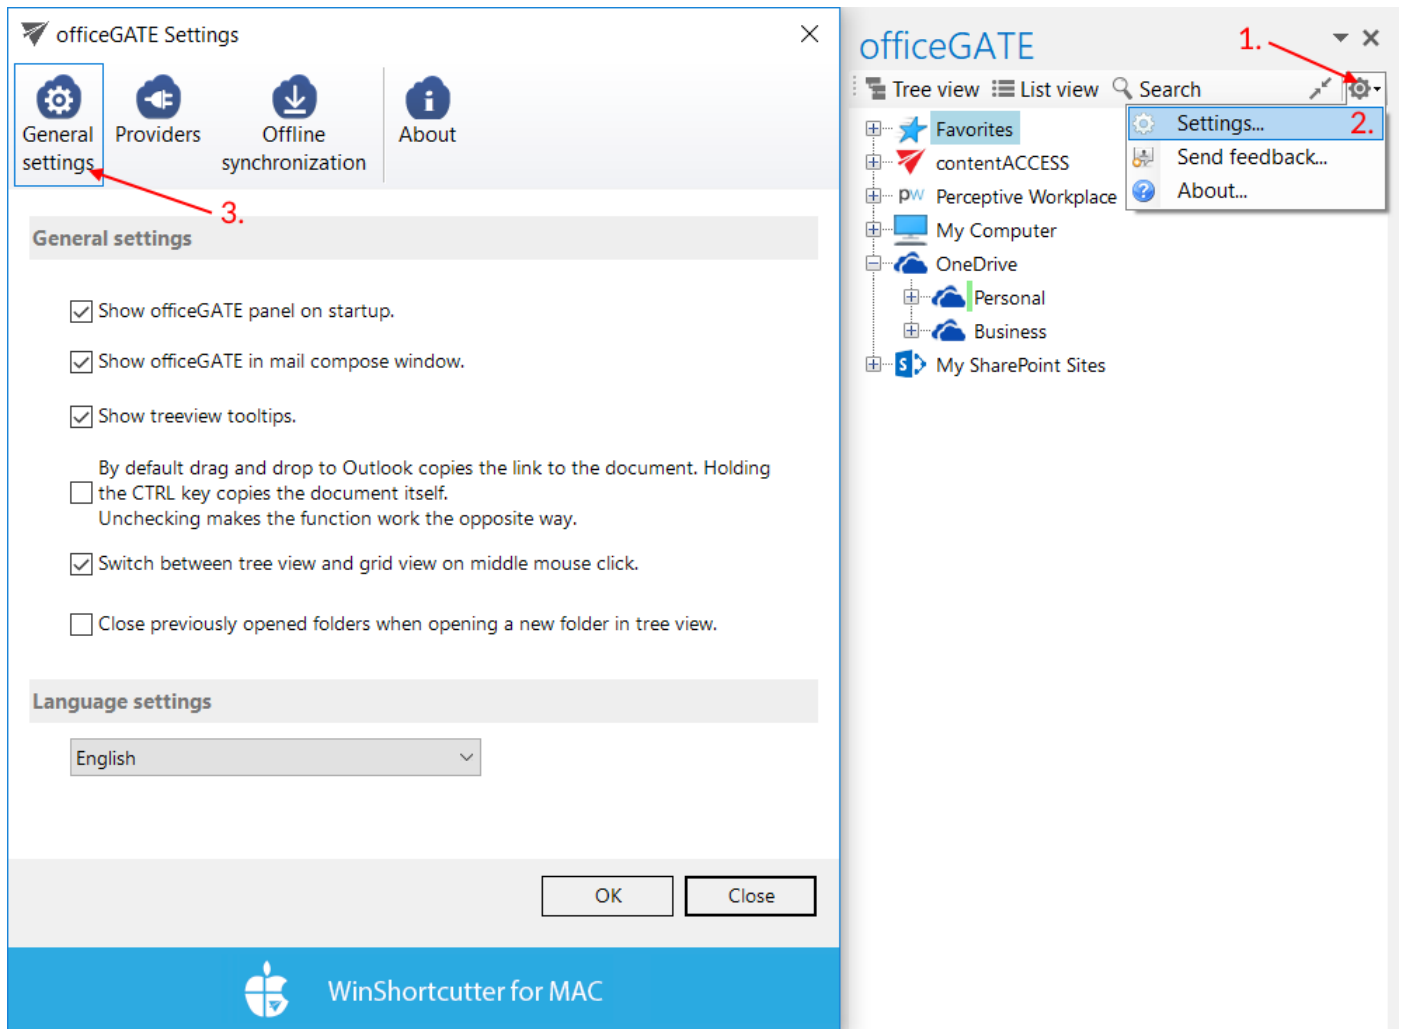 officeGATE Settings
General
settings
Providers
Offline
synchronization
About
3.
General settings
Show officeGATE panel on startup.
Show officeGATE in mail compose window.
Show treeview tooltips.
By default drag and drop to Outlook copies the link to the document. Holding
the CTRL key copies the document itself.
Unchecking makes the function work the opposite way.
Switch between tree view and grid view on middle mouse click.
Close previously opened folders when opening a new folder in tree view.
Language settings
English
OK
Close
WinShortcutter for MAC
officeGATE
1.
Tree view
List view
Search
Settings...
2.
Send feedback...
About...
Favorites
contentACCESS
pw Perceptive Workplace
My Computer
OneDrive
Personal
Business
S My SharePoint Sites